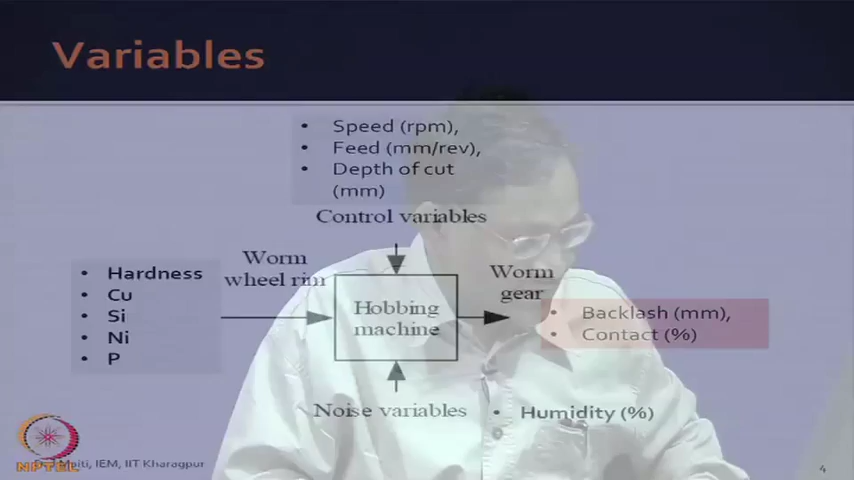 Variables
• Speed (rpm),
• Feed (mm/rev),
• Depth of cut
(mm)
Control variables
Worm
wheel rim
• Hardness
• Cu
• Si
• Ni
• P
Hobbing
machine
Worm
gear
• Backlash (mm),
• Contact (%)
Noise variables
• Humidity (%)
NPTEL
Maiti, IEM, IIT Kharagpur
4